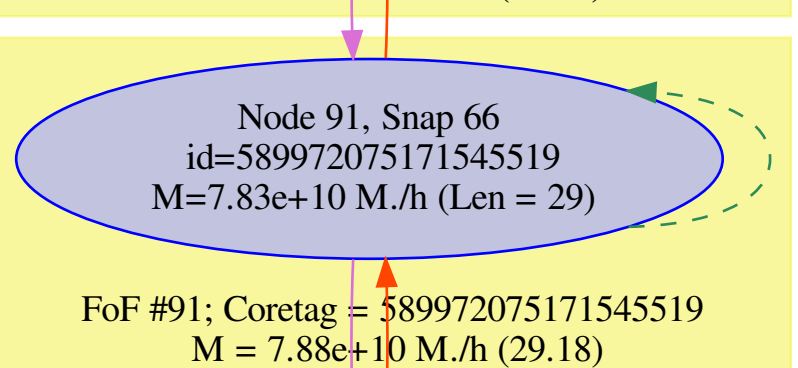 Node 91, Snap 66
id=589972075171545519
M=7.83e+10 M./h (Len = 29)
FoF #91; Coretag = 589972075171545519
M = 7.88e+10 M./h (29.18)